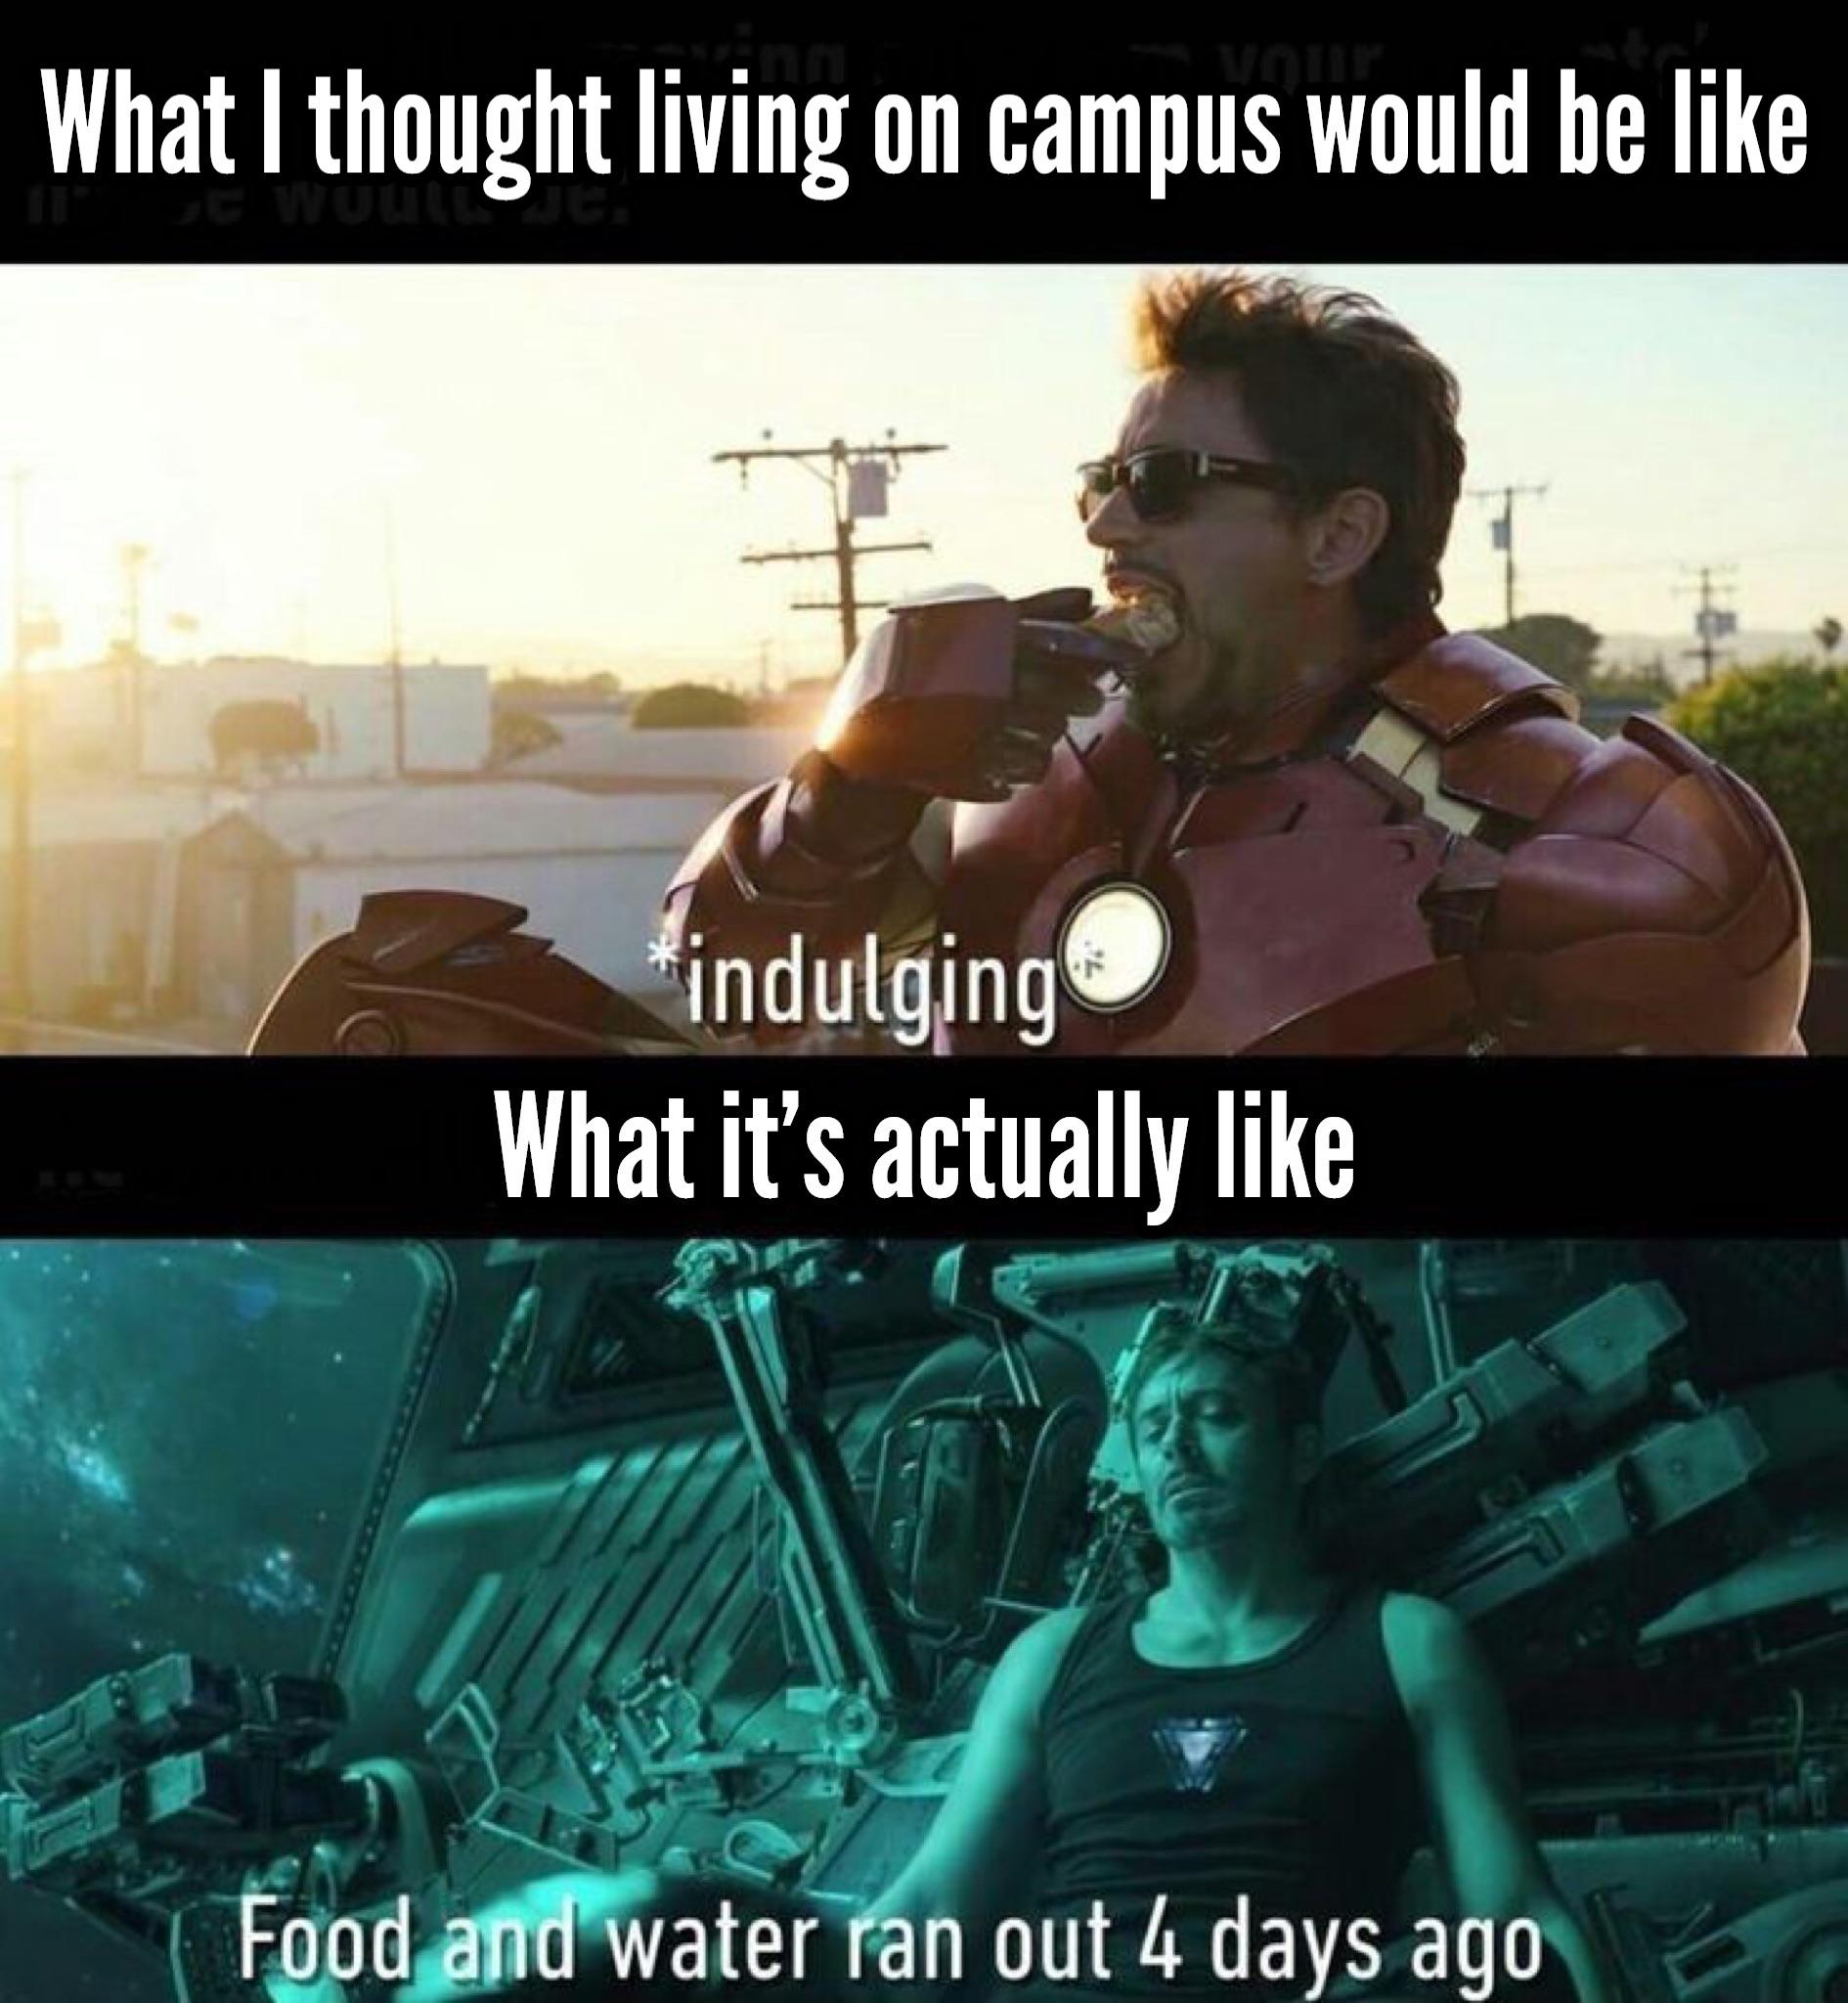 What I thought living on campus would be like
*indulging*
What it's actually like
Food and water ran out 4 days ago